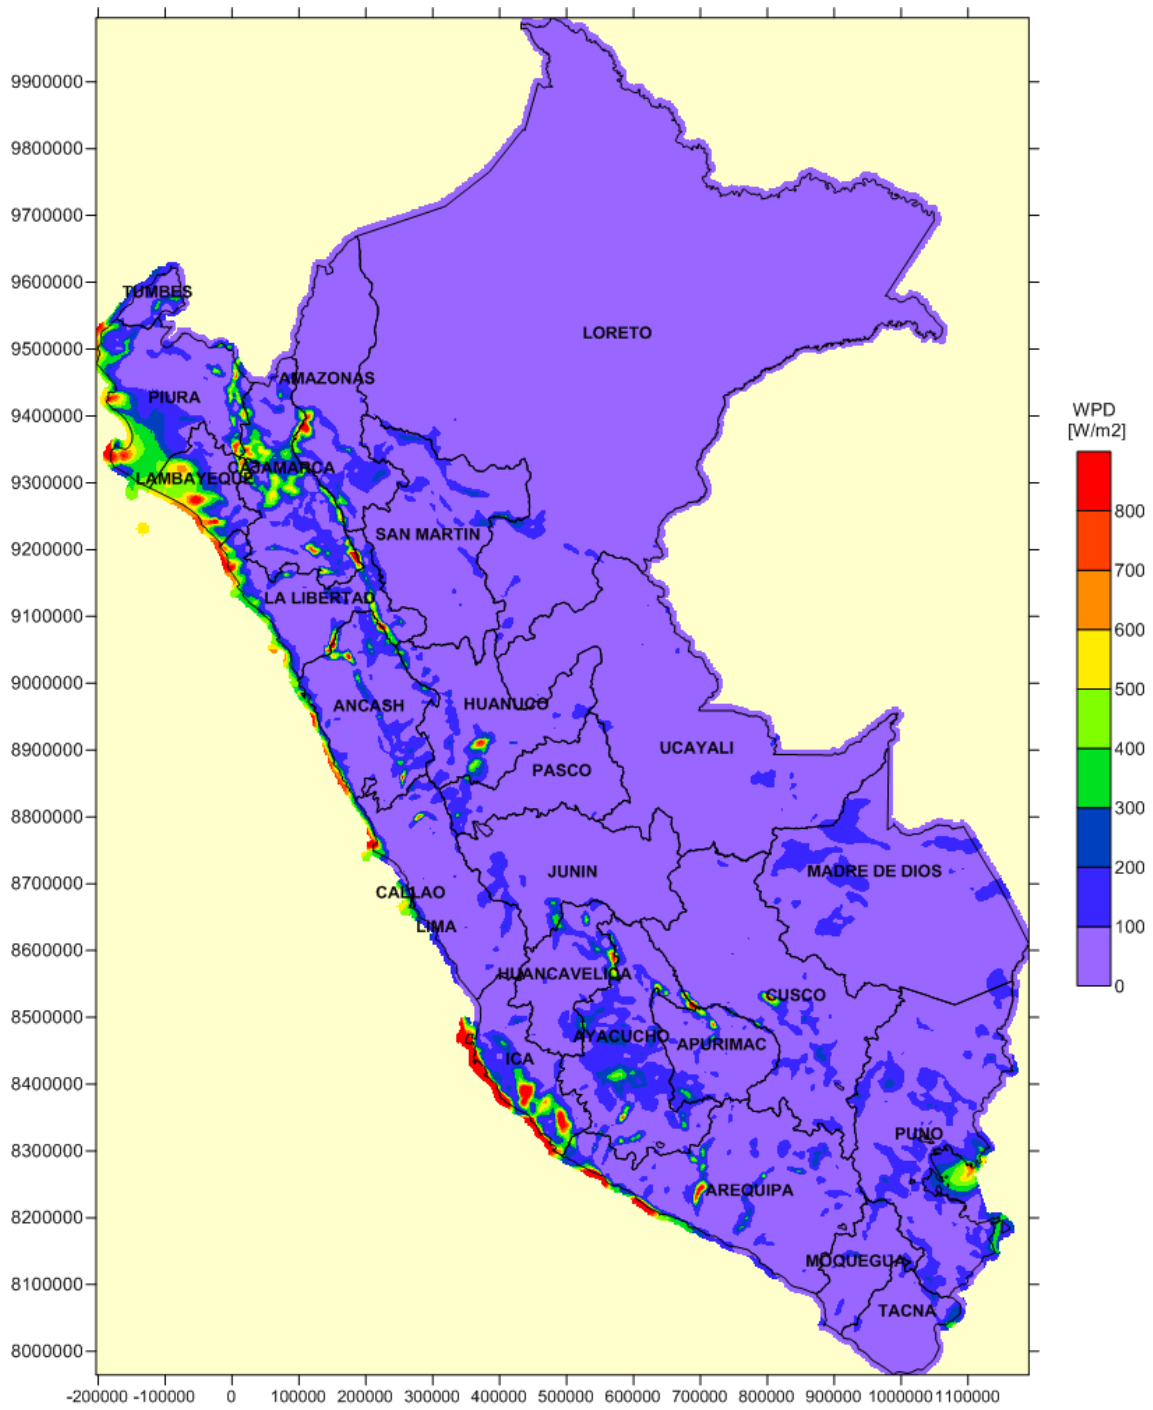 9900000
9800000
9700000
9600000
9500000
9400000
9300000
9200000
9100000
9000000
8900000
8800000
8700000
8600000
8500000
8400000
8300000
8200000
8100000
8000000
-200000 -100000 0 100000 200000 300000 400000 500000 600000 700000 800000 900000 1000000 1100000
TUMBES
LORETO
AMAZONAS
PIURA
CAJAMARCA
LAMBAYEQUE
SAN MARTIN
LA LIBERTAD
ANCASH
HUANUCO
UCAYALI
PASCO
JUNIN
MADRE DE DIOS
CALLAO
LIMA
HUANCAVELICA
CUSCO
AYACUCHO
APURIMAC
ICA
PUNO
AREQUIPA
MOQUEGUA
TACNA
WPD
[W/m2]
800
700
600
500
400
300
200
100
0